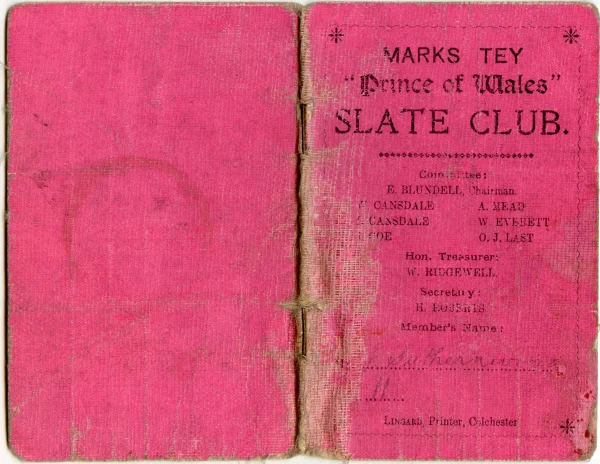 MARKS TEY
"Prince of Wales"
SLATE CLUB.
Committee:
E. BLUNDELL, Chairman.
CANSDALE A. MEAD
CANSDALE W. EVERETT
COE O. J. LAST
Hon. Treasurer:
W. RIDGEWELL.
Secretary:
H. ROBERTS
Member's Name:
LINGARD, Printer, Colchester